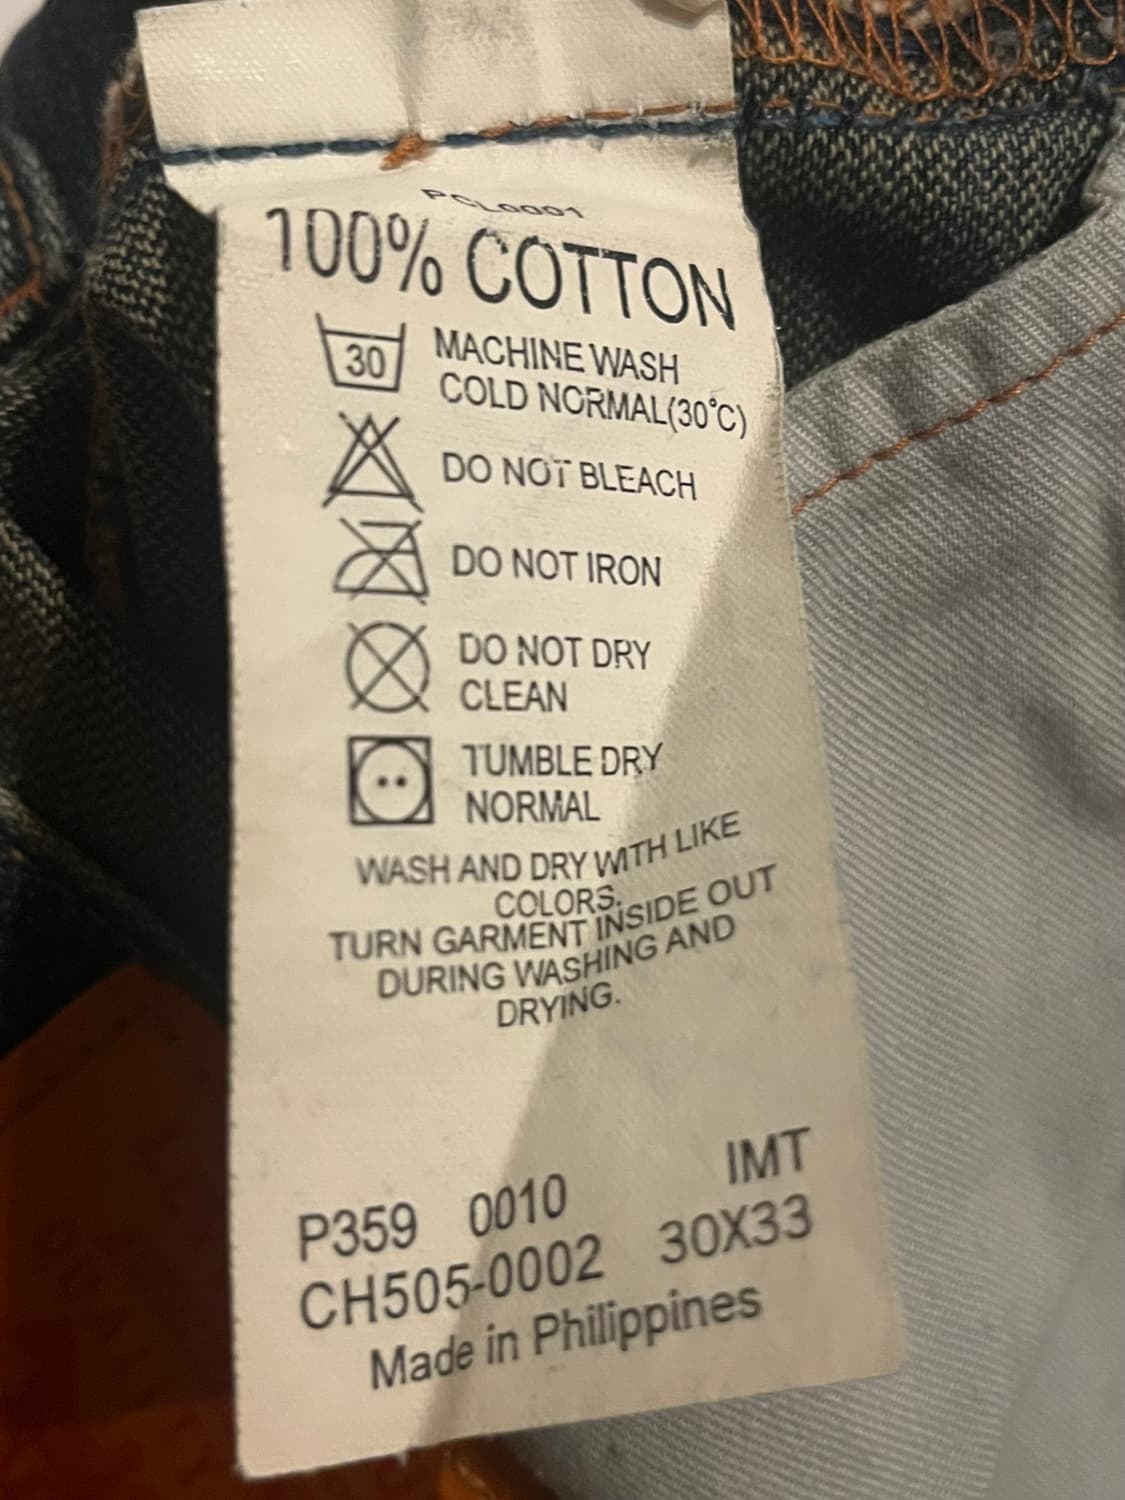 PCL0001
100% COTTON
30
MACHINE WASH
COLD NORMAL(30°C)
DO NOT BLEACH
DO NOT IRON
DO NOT DRY
CLEAN
TUMBLE DRY
NORMAL
WASH AND DRY WITH LIKE
COLORS.
TURN GARMENT INSIDE OUT
DURING WASHING AND
DRYING.
IMT
P359 0010
CH505-0002 30X33
Made in Philippines